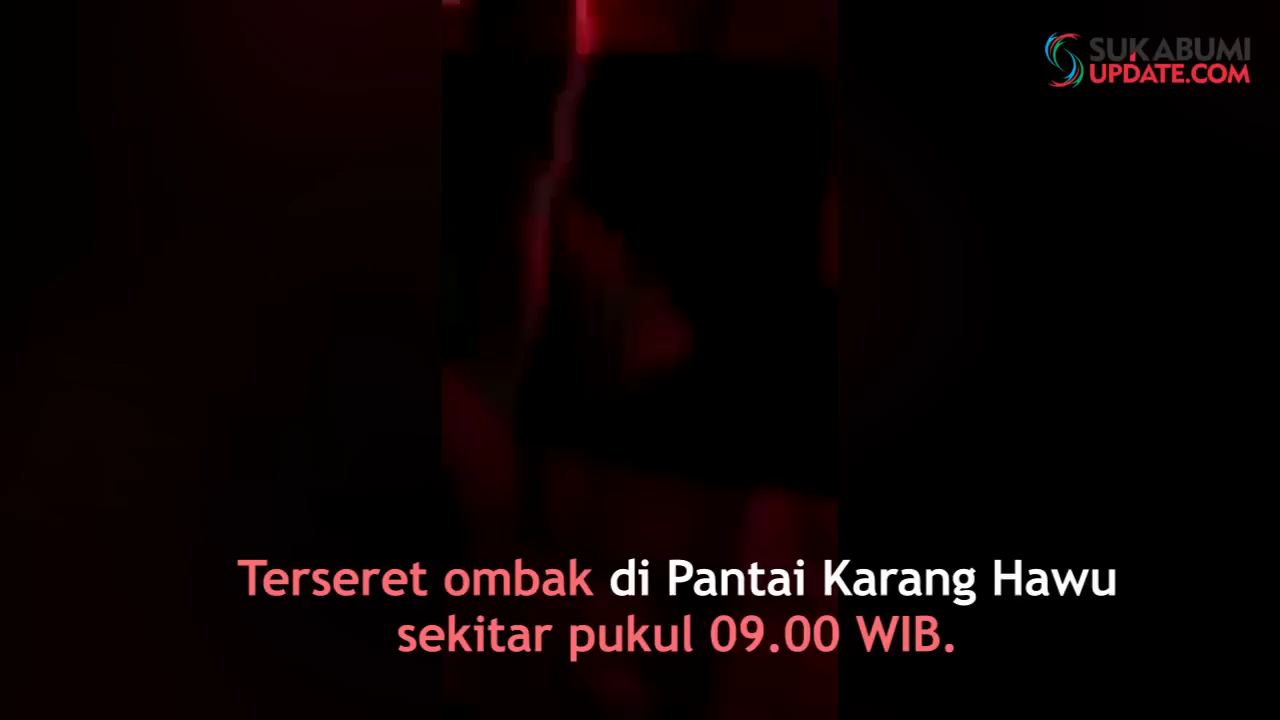 SUKABUMI
UPDATE.COM
Terseret ombak di Pantai Karang Hawu
sekitar pukul 09.00 WIB.